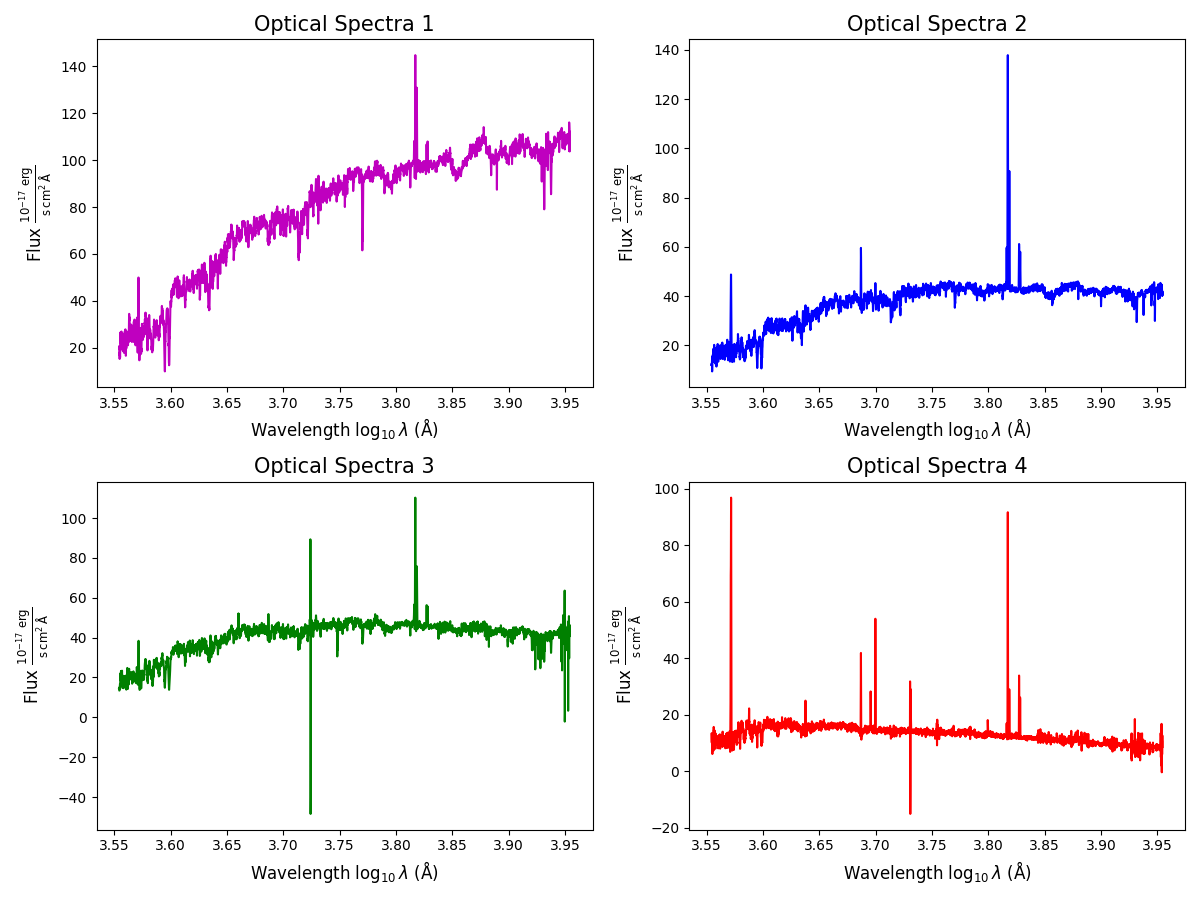 Optical Spectra 1
Flux 10⁻¹⁷ erg / s cm² Å
140
120
100
80
60
40
20
3.55 3.60 3.65 3.70 3.75 3.80 3.85 3.90 3.95
Wavelength log₁₀ λ (Å)
Optical Spectra 2
Flux 10⁻¹⁷ erg / s cm² Å
140
120
100
80
60
40
20
3.55 3.60 3.65 3.70 3.75 3.80 3.85 3.90 3.95
Wavelength log₁₀ λ (Å)
Optical Spectra 3
Flux 10⁻¹⁷ erg / s cm² Å
100
80
60
40
20
0
−20
−40
3.55 3.60 3.65 3.70 3.75 3.80 3.85 3.90 3.95
Wavelength log₁₀ λ (Å)
Optical Spectra 4
Flux 10⁻¹⁷ erg / s cm² Å
100
80
60
40
20
0
−20
3.55 3.60 3.65 3.70 3.75 3.80 3.85 3.90 3.95
Wavelength log₁₀ λ (Å)